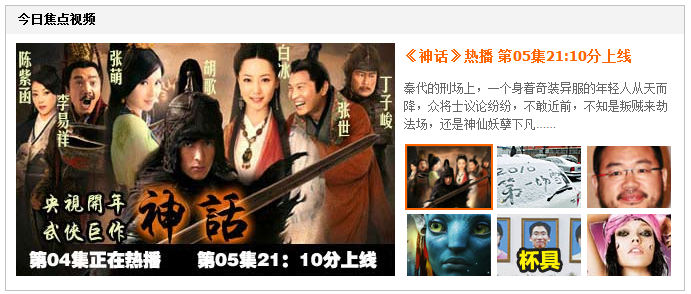 今日焦点视频
《神话》热播 第05集21:10分上线
秦代的刑场上，一个身着奇装异服的年轻人从天而
降，众将士议论纷纷，不敢近前，不知是叛贼来劫
法场，还是神仙妖孽下凡……
陈紫函
李易祥
张萌
胡歌
白冰
张世
丁子峻
央視開年
武俠巨作
神話
第04集正在热播 第05集21：10分上线
2010
第一切雪
杯具